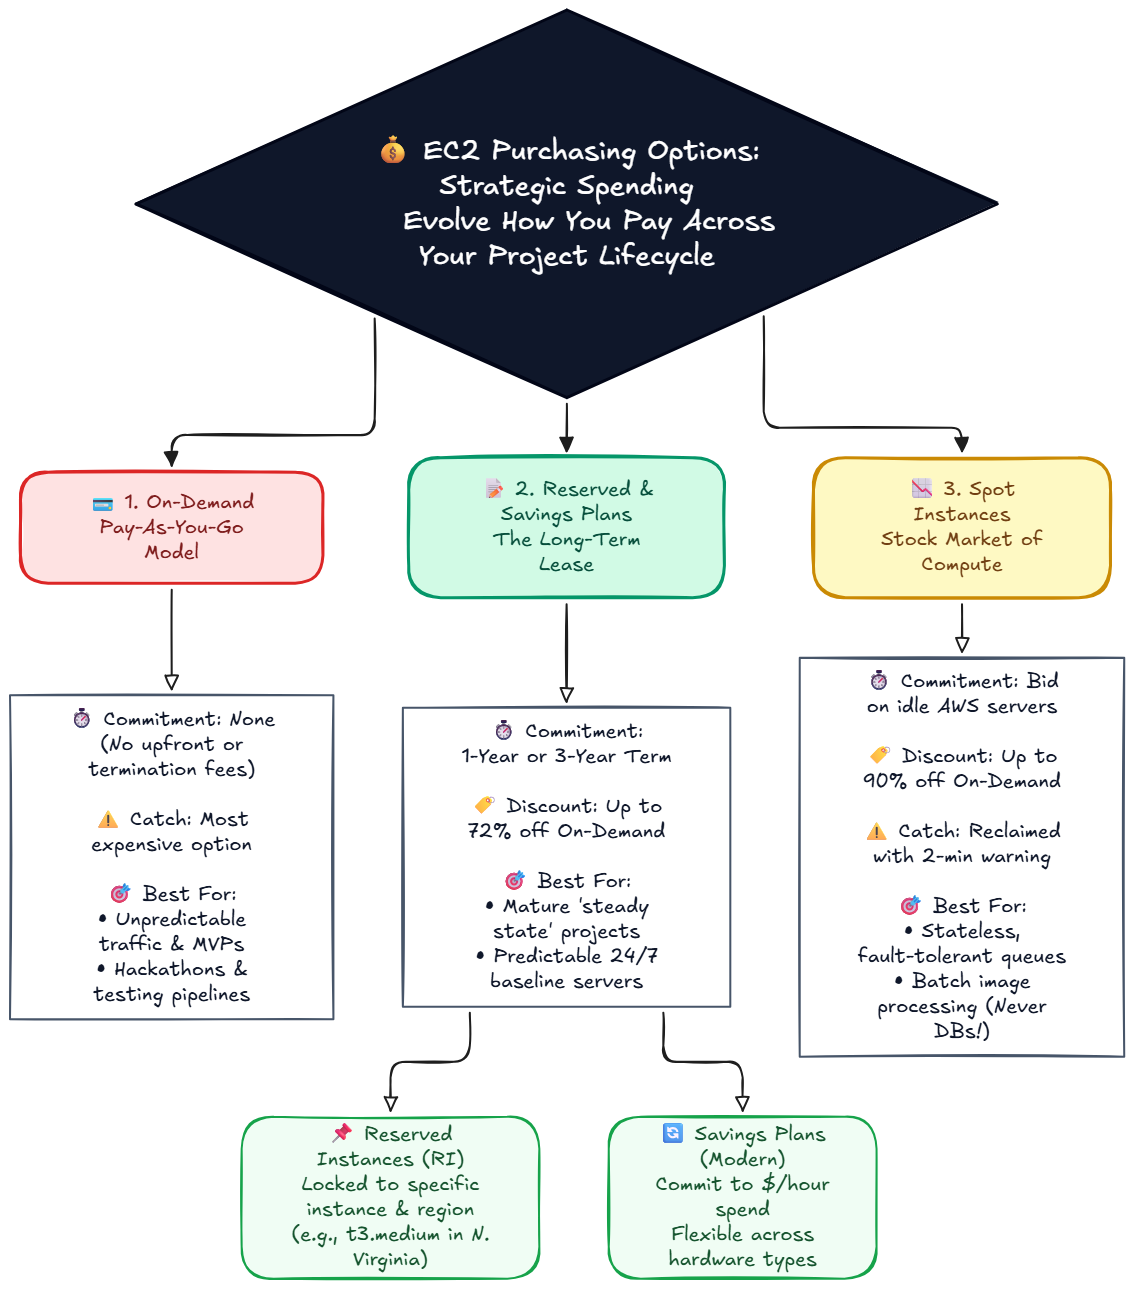 💰 EC2 Purchasing Options:
Strategic Spending
Evolve How You Pay Across
Your Project Lifecycle
💳 1. On-Demand
Pay-As-You-Go
Model
📝 2. Reserved &
Savings Plans
The Long-Term
Lease
📉 3. Spot
Instances
Stock Market of
Compute
⏱️ Commitment: None
(No upfront or
termination fees)
⚠️ Catch: Most
expensive option
🎯 Best For:
• Unpredictable
traffic & MVPs
• Hackathons &
testing pipelines
⏱️ Commitment:
1-Year or 3-Year Term
🏷️ Discount: Up to
72% off On-Demand
🎯 Best For:
• Mature 'steady
state' projects
• Predictable 24/7
baseline servers
⏱️ Commitment: Bid
on idle AWS servers
🏷️ Discount: Up to
90% off On-Demand
⚠️ Catch: Reclaimed
with 2-min warning
🎯 Best For:
• Stateless,
fault-tolerant queues
• Batch image
processing (Never
DBs!)
📌 Reserved
Instances (RI)
Locked to specific
instance & region
(e.g., t3.medium in N.
Virginia)
🔄 Savings Plans
(Modern)
Commit to $/hour
spend
Flexible across
hardware types